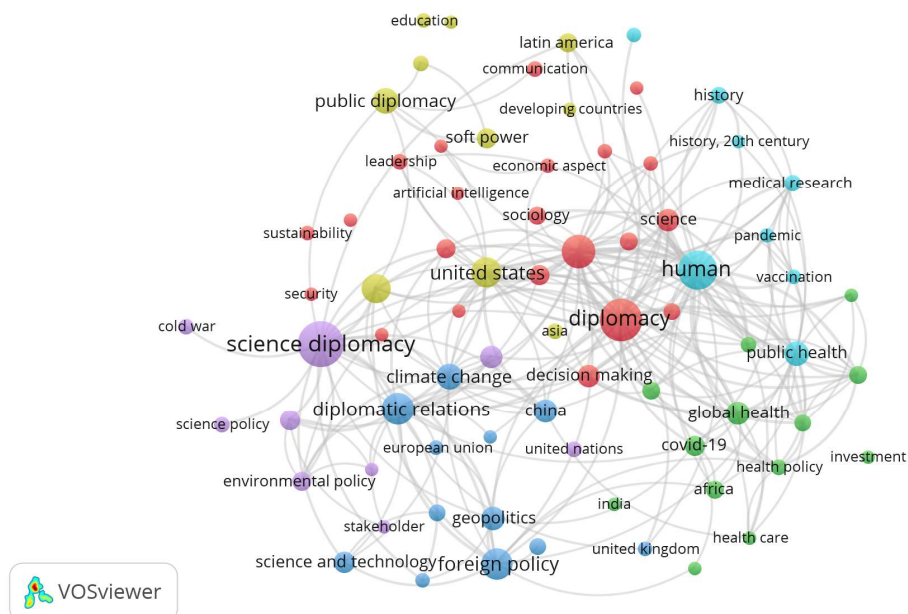 education
latin america
communication
public diplomacy
history
developing countries
soft power
history, 20th century
leadership
economic aspect
artificial intelligence
medical research
sociology
science
sustainability
pandemic
united states
human
vaccination
security
diplomacy
cold war
asia
science diplomacy
public health
climate change
decision making
diplomatic relations
china
global health
science policy
european union
united nations
covid-19
investment
health policy
environmental policy
africa
india
geopolitics
stakeholder
health care
united kingdom
science and technology
foreign policy
VOSviewer